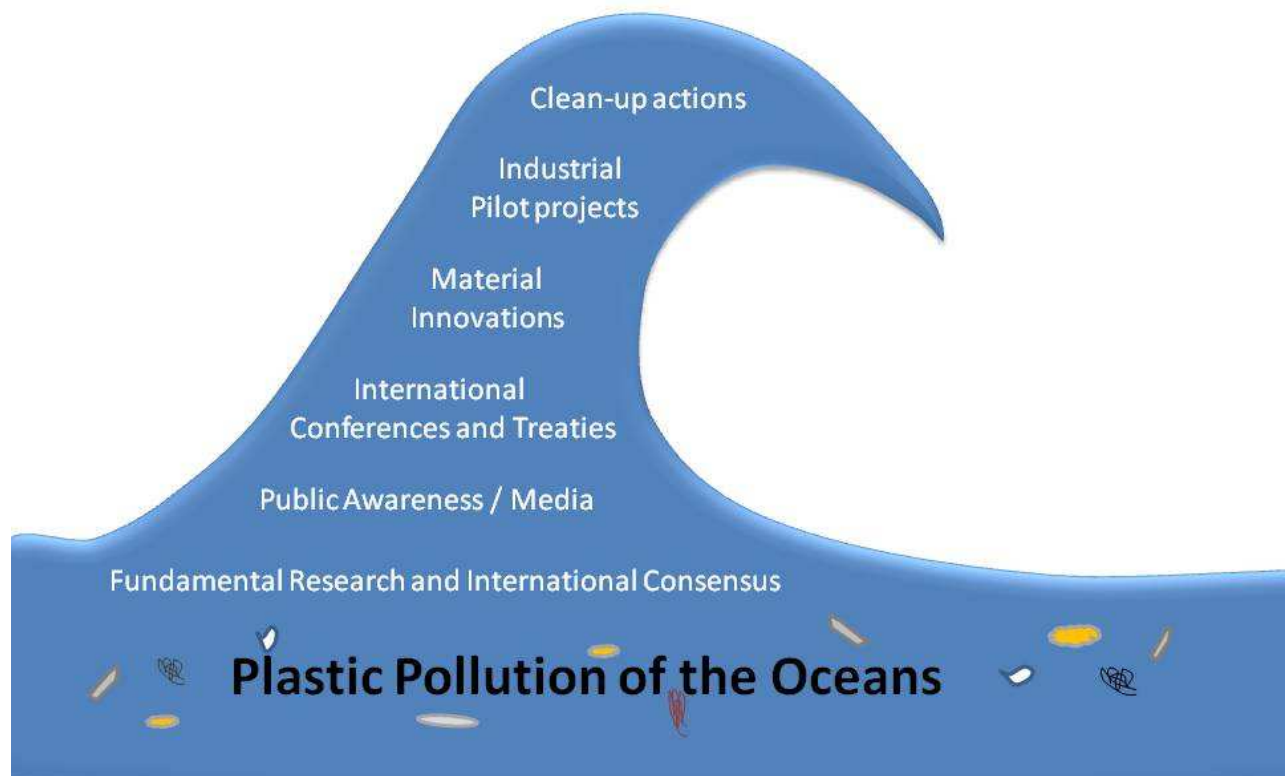 Clean-up actions
Industrial
Pilot projects
Material
Innovations
International
Conferences and Treaties
Public Awareness / Media
Fundamental Research and International Consensus
Plastic Pollution of the Oceans